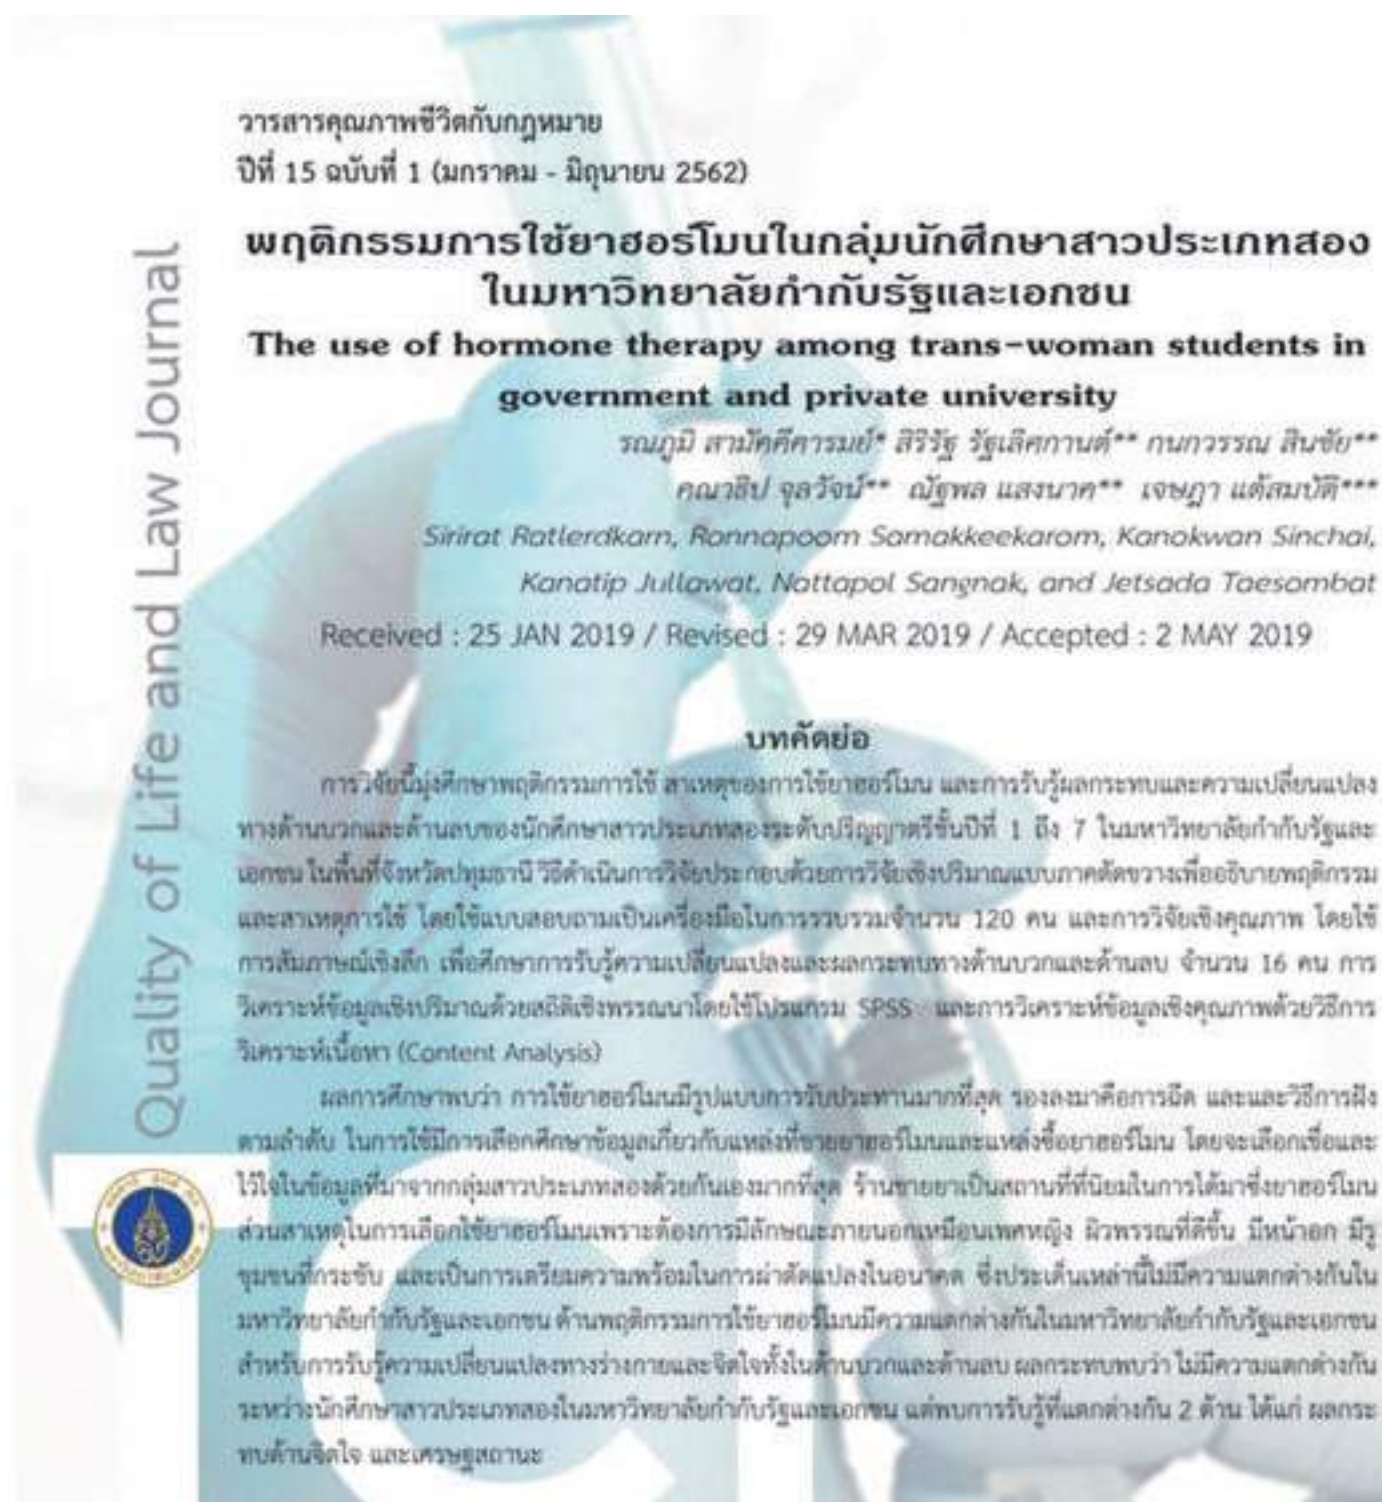 วารสารคุณภาพชีวิตกับกฎหมาย
ปีที่ 15 ฉบับที่ 1 (มกราคม - มิถุนายน 2562)
พฤติกรรมการใช้ยาฮอร์โมนในกลุ่มนักศึกษาสาวประเภทสอง
ในมหาวิทยาลัยกำกับรัฐและเอกชน
The use of hormone therapy among trans-woman students in
government and private university
รณภูมิ สามัคคีคารมย์* สิริรัฐ รัฐเลิศกานต์** กนกวรรณ สินชัย**
คณาธิป จุลวัจน์** ณัฐพล แสงนาค** เจษฎา แต้สมบัติ***
Sirirat Ratlerdkarn, Ronnapoom Samakkeekarom, Kanokwan Sinchai,
Kanatip Jullawat, Nattapol Sangnak, and Jetsada Taesombat
Received : 25 JAN 2019 / Revised : 29 MAR 2019 / Accepted : 2 MAY 2019
Quality of Life and Law Journal
บทคัดย่อ
การวิจัยนี้มุ่งศึกษาพฤติกรรมการใช้ สาเหตุของการใช้ยาฮอร์โมน และการรับรู้ผลกระทบและความเปลี่ยนแปลง
ทางด้านบวกและด้านลบของนักศึกษาสาวประเภทสองระดับปริญญาตรีชั้นปีที่ 1 ถึง 7 ในมหาวิทยาลัยกำกับรัฐและ
เอกชน ในพื้นที่จังหวัดปทุมธานี วิธีดำเนินการวิจัยประกอบด้วยการวิจัยเชิงปริมาณแบบภาคตัดขวางเพื่ออธิบายพฤติกรรม
และสาเหตุการใช้ โดยใช้แบบสอบถามเป็นเครื่องมือในการรวบรวมจำนวน 120 คน และการวิจัยเชิงคุณภาพ โดยใช้
การสัมภาษณ์เชิงลึก เพื่อศึกษาการรับรู้ความเปลี่ยนแปลงและผลกระทบทางด้านบวกและด้านลบ จำนวน 16 คน การ
วิเคราะห์ข้อมูลเชิงปริมาณด้วยสถิติเชิงพรรณนาโดยใช้โปรแกรม SPSS และการวิเคราะห์ข้อมูลเชิงคุณภาพด้วยวิธีการ
วิเคราะห์เนื้อหา (Content Analysis)
ผลการศึกษาพบว่า การใช้ยาฮอร์โมนมีรูปแบบการรับประทานมากที่สุด รองลงมาคือการฉีด และและวิธีการฝัง
ตามลำดับ ในการใช้มีการเลือกศึกษาข้อมูลเกี่ยวกับแหล่งที่ขายยาฮอร์โมนและแหล่งซื้อยาฮอร์โมน โดยจะเลือกเชื่อและ
ไว้ใจในข้อมูลที่มาจากกลุ่มสาวประเภทสองด้วยกันเองมากที่สุด ร้านขายยาเป็นสถานที่ที่นิยมในการได้มาซึ่งยาฮอร์โมน
ส่วนสาเหตุในการเลือกใช้ยาฮอร์โมนเพราะต้องการมีลักษณะภายนอกเหมือนเพศหญิง ผิวพรรณที่ดีขึ้น มีหน้าอก มีรู
ขุมขนที่กระชับ และเป็นการเตรียมความพร้อมในการผ่าตัดแปลงในอนาคต ซึ่งประเด็นเหล่านี้ไม่มีความแตกต่างกันใน
มหาวิทยาลัยกำกับรัฐและเอกชน ด้านพฤติกรรมการใช้ยาฮอร์โมนมีความแตกต่างกันในมหาวิทยาลัยกำกับรัฐและเอกชน
สำหรับการรับรู้ความเปลี่ยนแปลงทางร่างกายและจิตใจทั้งในด้านบวกและด้านลบ ผลกระทบพบว่า ไม่มีความแตกต่างกัน
ระหว่างนักศึกษาสาวประเภทสองในมหาวิทยาลัยกำกับรัฐและเอกชน แต่พบการรับรู้ที่แตกต่างกัน 2 ด้าน ได้แก่ ผลกระ
ทบด้านจิตใจ และเศรษฐสถานะ